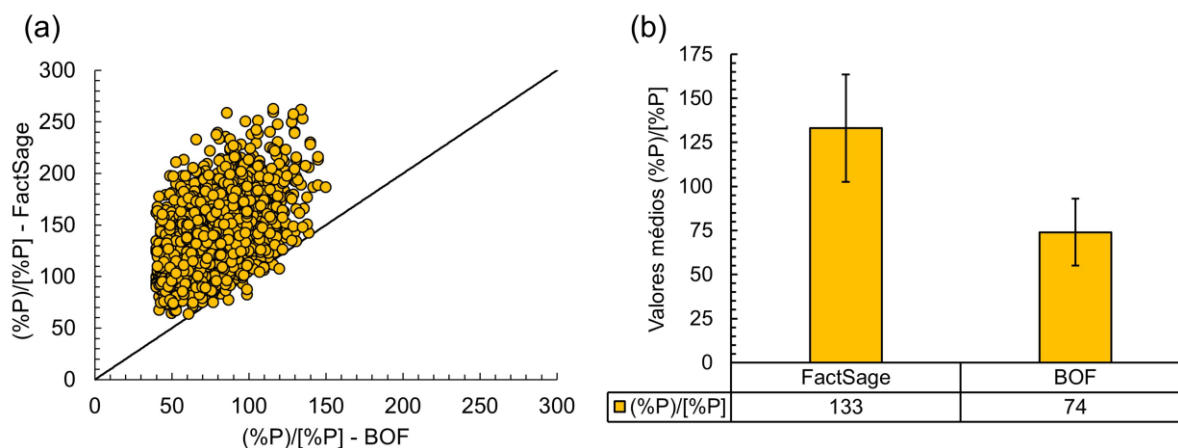 (a)
300
250
200
150
100
50
0
(%P)/[%P] - FactSage
0 50 100 150 200 250 300
(%P)/[%P] - BOF
(b)
175
150
125
100
75
50
25
0
Valores médios (%P)/[%P]
FactSage BOF
(%P)/[%P] 133 74